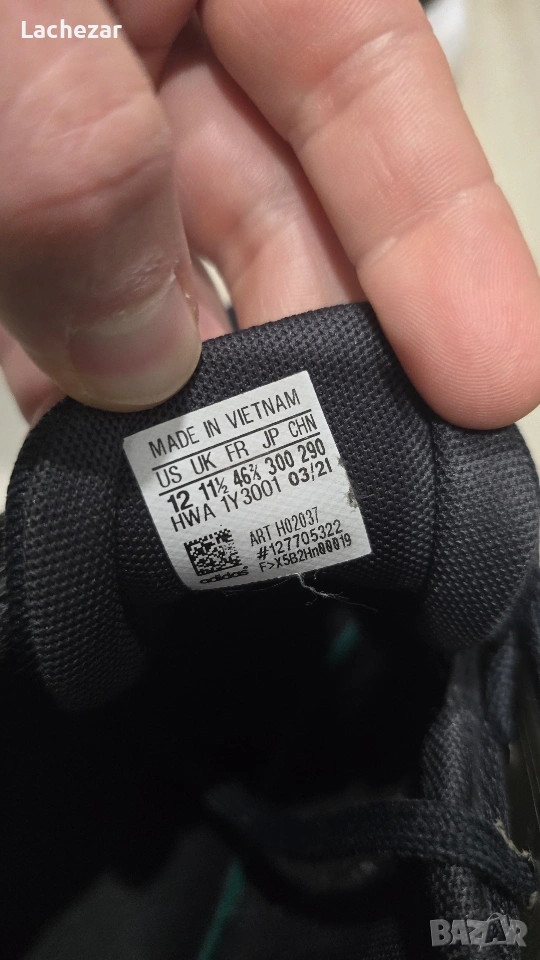 Lachezar
MADE IN VIETNAM
US UK FR JP CHN
12 11½ 46⅔ 300 290
HWA 1Y3001 03/21
ART H02037
#127705322
F>X5B2Hn00019
adidas
BAZAR